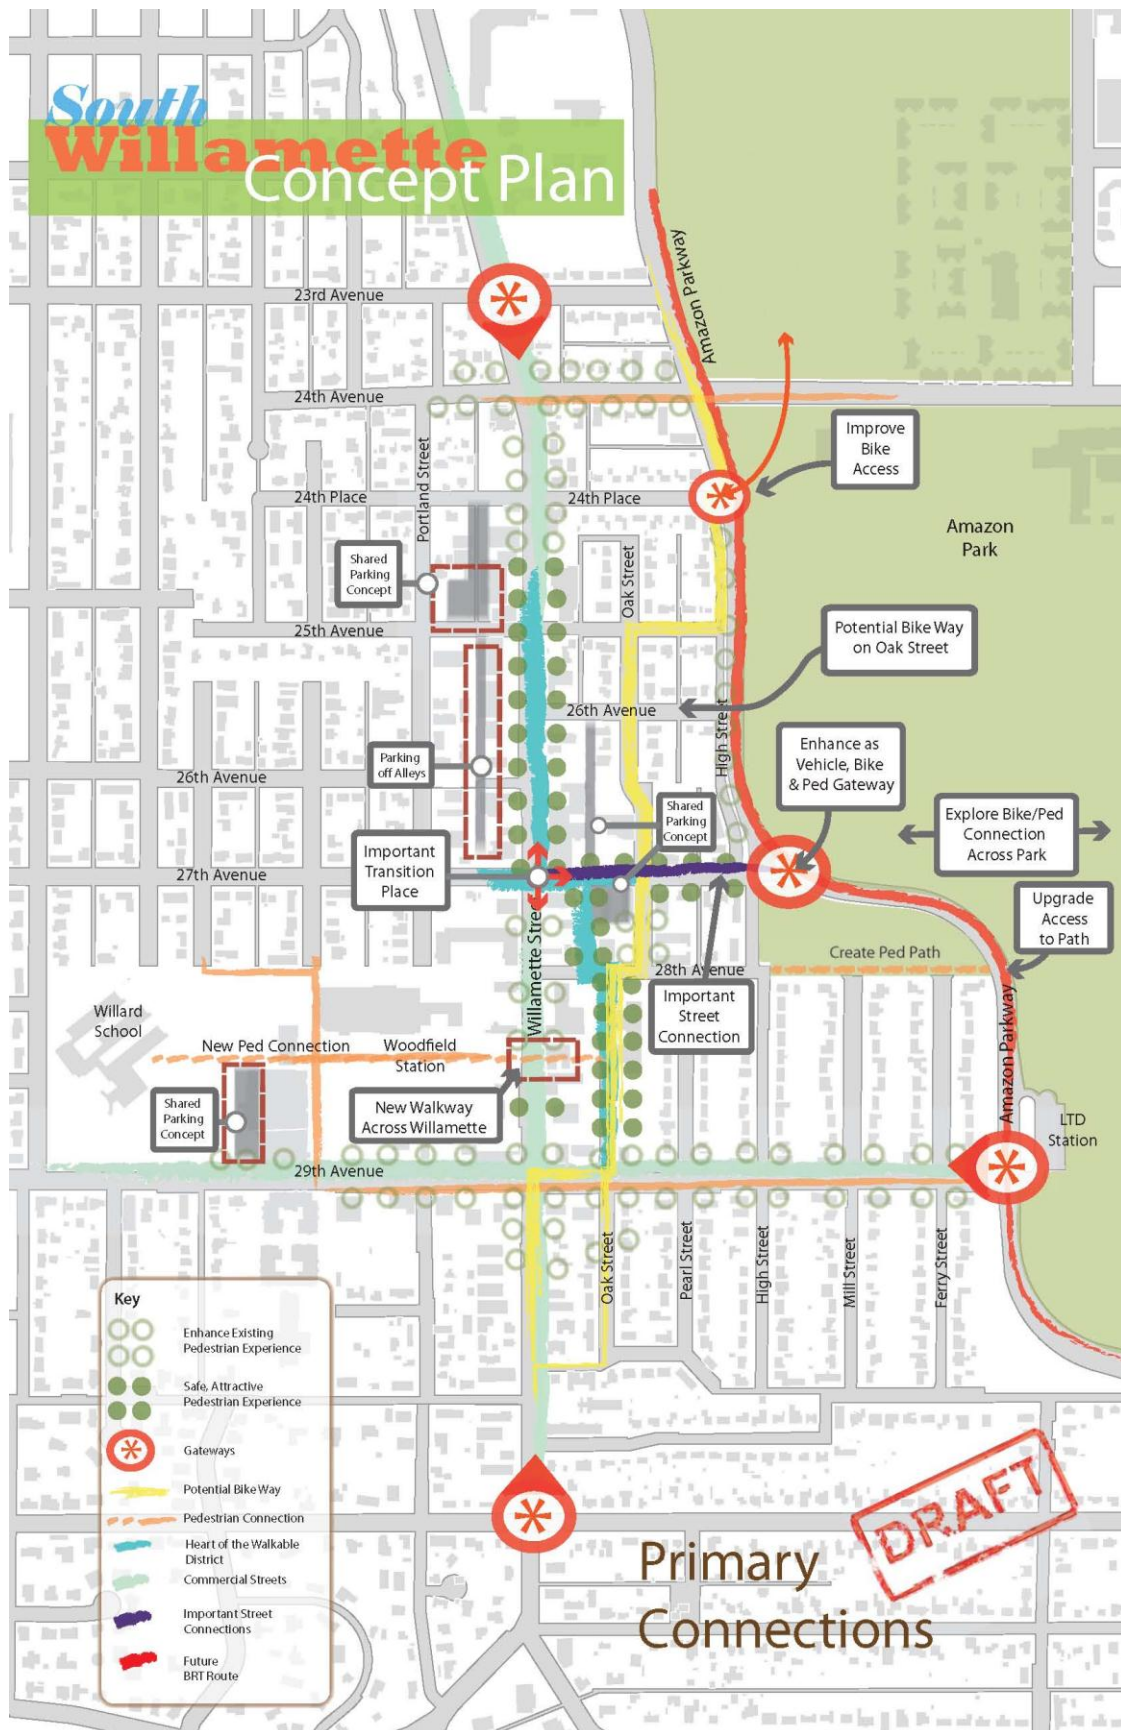 South
Willamette
Concept Plan
Amazon Parkway
23rd Avenue
24th Avenue
Improve
Bike
Access
Portland Street
24th Place
24th Place
Amazon
Park
Shared
Parking
Concept
Oak Street
25th Avenue
Potential Bike Way
on Oak Street
26th Avenue
High Street
Enhance as
Vehicle, Bike
& Ped Gateway
Parking
off Alleys
26th Avenue
Shared
Parking
Concept
Explore Bike/Ped
Connection
Across Park
Important
Transition
Place
27th Avenue
Upgrade
Access
to Path
Willamette Street
Create Ped Path
28th Avenue
Important
Street
Connection
Willard
School
New Ped Connection
Woodfield
Station
Amazon Parkway
Shared
Parking
Concept
New Walkway
Across Willamette
LTD
Station
29th Avenue
Oak Street
Pearl Street
High Street
Mill Street
Ferry Street
Key
Enhance Existing
Pedestrian Experience
Safe, Attractive
Pedestrian Experience
Gateways
Potential Bike Way
Pedestrian Connection
Heart of the Walkable
District
Commercial Streets
Important Street
Connections
Future
BRT Route
DRAFT
Primary
Connections